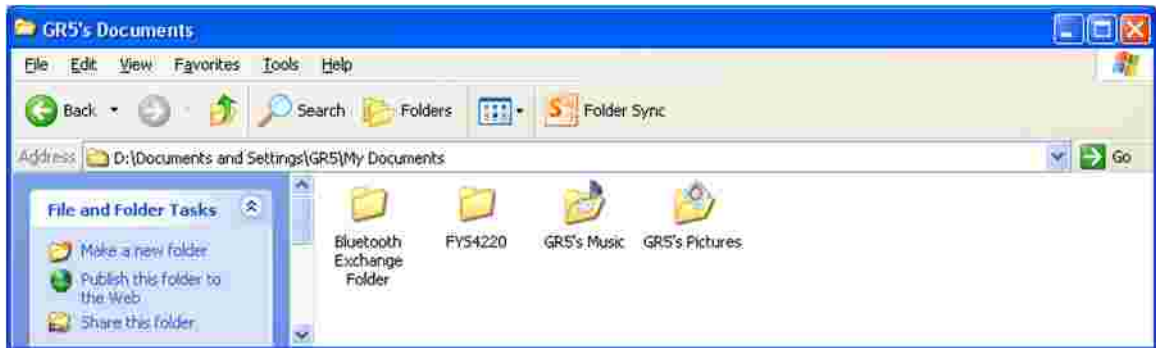 GR5's Documents
File Edit View Favorites Tools Help
Back Search Folders Folder Sync
Address D:\Documents and Settings\GR5\My Documents Go
File and Folder Tasks
Make a new folder
Publish this folder to
the Web
Share this folder
Bluetooth
Exchange
Folder
FYS4220
GR5's Music
GR5's Pictures